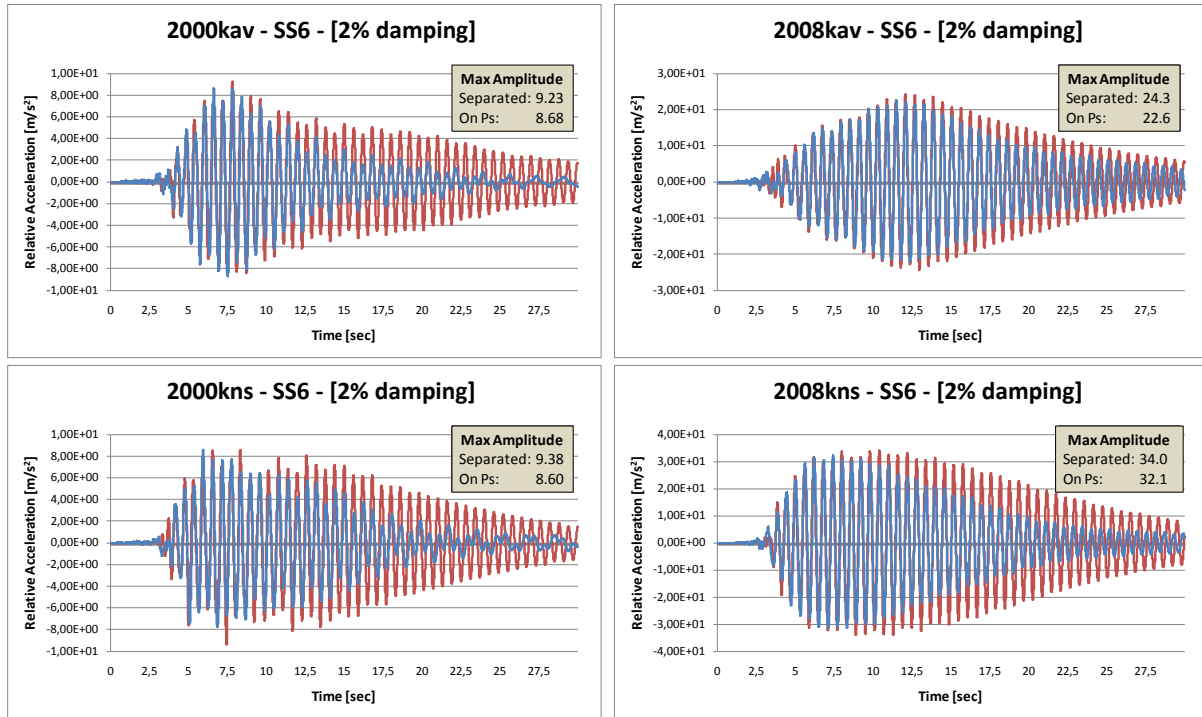 2000kav - SS6 - [2% damping]
Relative Acceleration [m/s²]
1,00E+01
8,00E+00
6,00E+00
4,00E+00
2,00E+00
0,00E+00
-2,00E+00
-4,00E+00
-6,00E+00
-8,00E+00
-1,00E+01
Max Amplitude
Separated: 9.23
On Ps: 8.68
0 2,5 5 7,5 10 12,5 15 17,5 20 22,5 25 27,5
Time [sec]
2008kav - SS6 - [2% damping]
Relative Acceleration [m/s²]
3,00E+01
2,00E+01
1,00E+01
0,00E+00
-1,00E+01
-2,00E+01
-3,00E+01
Max Amplitude
Separated: 24.3
On Ps: 22.6
0 2,5 5 7,5 10 12,5 15 17,5 20 22,5 25 27,5
Time [sec]
2000kns - SS6 - [2% damping]
Relative Acceleration [m/s²]
1,00E+01
8,00E+00
6,00E+00
4,00E+00
2,00E+00
0,00E+00
-2,00E+00
-4,00E+00
-6,00E+00
-8,00E+00
-1,00E+01
Max Amplitude
Separated: 9.38
On Ps: 8.60
0 2,5 5 7,5 10 12,5 15 17,5 20 22,5 25 27,5
Time [sec]
2008kns - SS6 - [2% damping]
Relative Acceleration [m/s²]
4,00E+01
3,00E+01
2,00E+01
1,00E+01
0,00E+00
-1,00E+01
-2,00E+01
-3,00E+01
-4,00E+01
Max Amplitude
Separated: 34.0
On Ps: 32.1
0 2,5 5 7,5 10 12,5 15 17,5 20 22,5 25 27,5
Time [sec]